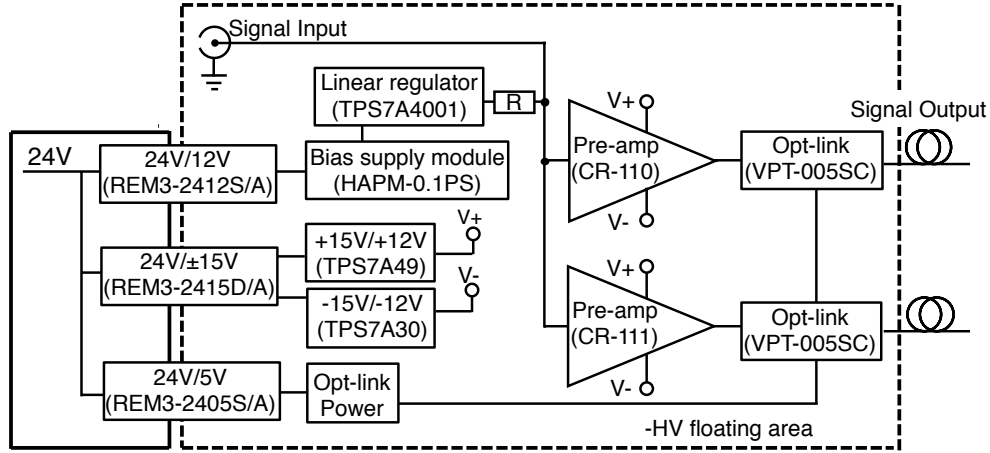 Signal Input
Linear regulator
(TPS7A4001)
R
V+
Signal Output
24V
24V/12V
(REM3-2412S/A)
Bias supply module
(HAPM-0.1PS)
Pre-amp
(CR-110)
Opt-link
(VPT-005SC)
V-
+15V/+12V
(TPS7A49)
V+
24V/±15V
(REM3-2415D/A)
-15V/-12V
(TPS7A30)
V-
V+
Pre-amp
(CR-111)
Opt-link
(VPT-005SC)
V-
24V/5V
(REM3-2405S/A)
Opt-link
Power
-HV floating area